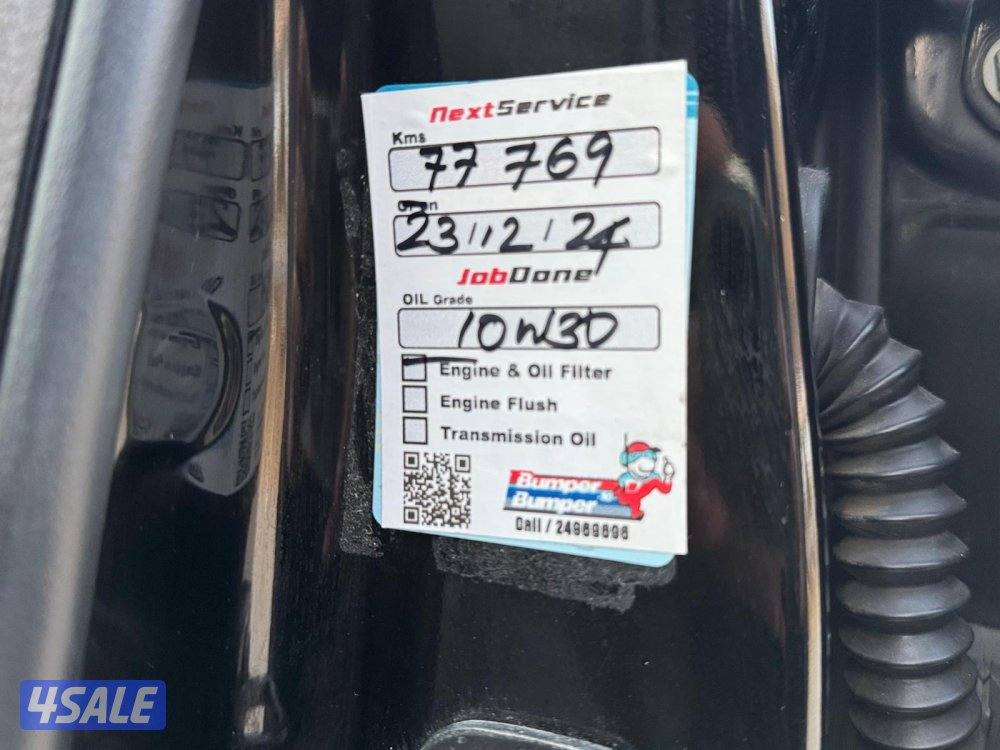 NextService
Kms
77 769
23/12/24
JobDone
OIL Grade
10W30
Engine & Oil Filter
Engine Flush
Transmission Oil
Bumper
to
Bumper
Call / 24989898
4SALE